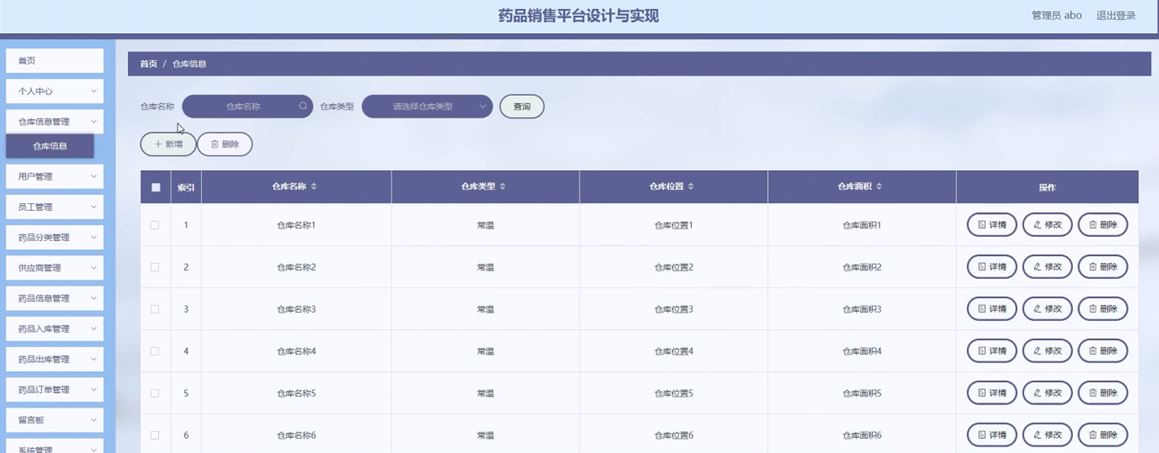 药品销售平台设计与实现
管理员 abo 退出登录
首页
个人中心
仓库信息管理
仓库信息
用户管理
员工管理
药品分类管理
供应商管理
药品信息管理
药品入库管理
药品出库管理
药品订单管理
留言板
系统管理
首页 / 仓库信息
仓库名称 仓库名称 仓库类型 请选择仓库类型 查询
新增 删除
索引 仓库名称 仓库类型 仓库位置 仓库面积 操作
1 仓库名称1 常温 仓库位置1 仓库面积1 详情 修改 删除
2 仓库名称2 常温 仓库位置2 仓库面积2 详情 修改 删除
3 仓库名称3 常温 仓库位置3 仓库面积3 详情 修改 删除
4 仓库名称4 常温 仓库位置4 仓库面积4 详情 修改 删除
5 仓库名称5 常温 仓库位置5 仓库面积5 详情 修改 删除
6 仓库名称6 常温 仓库位置6 仓库面积6 详情 修改 删除